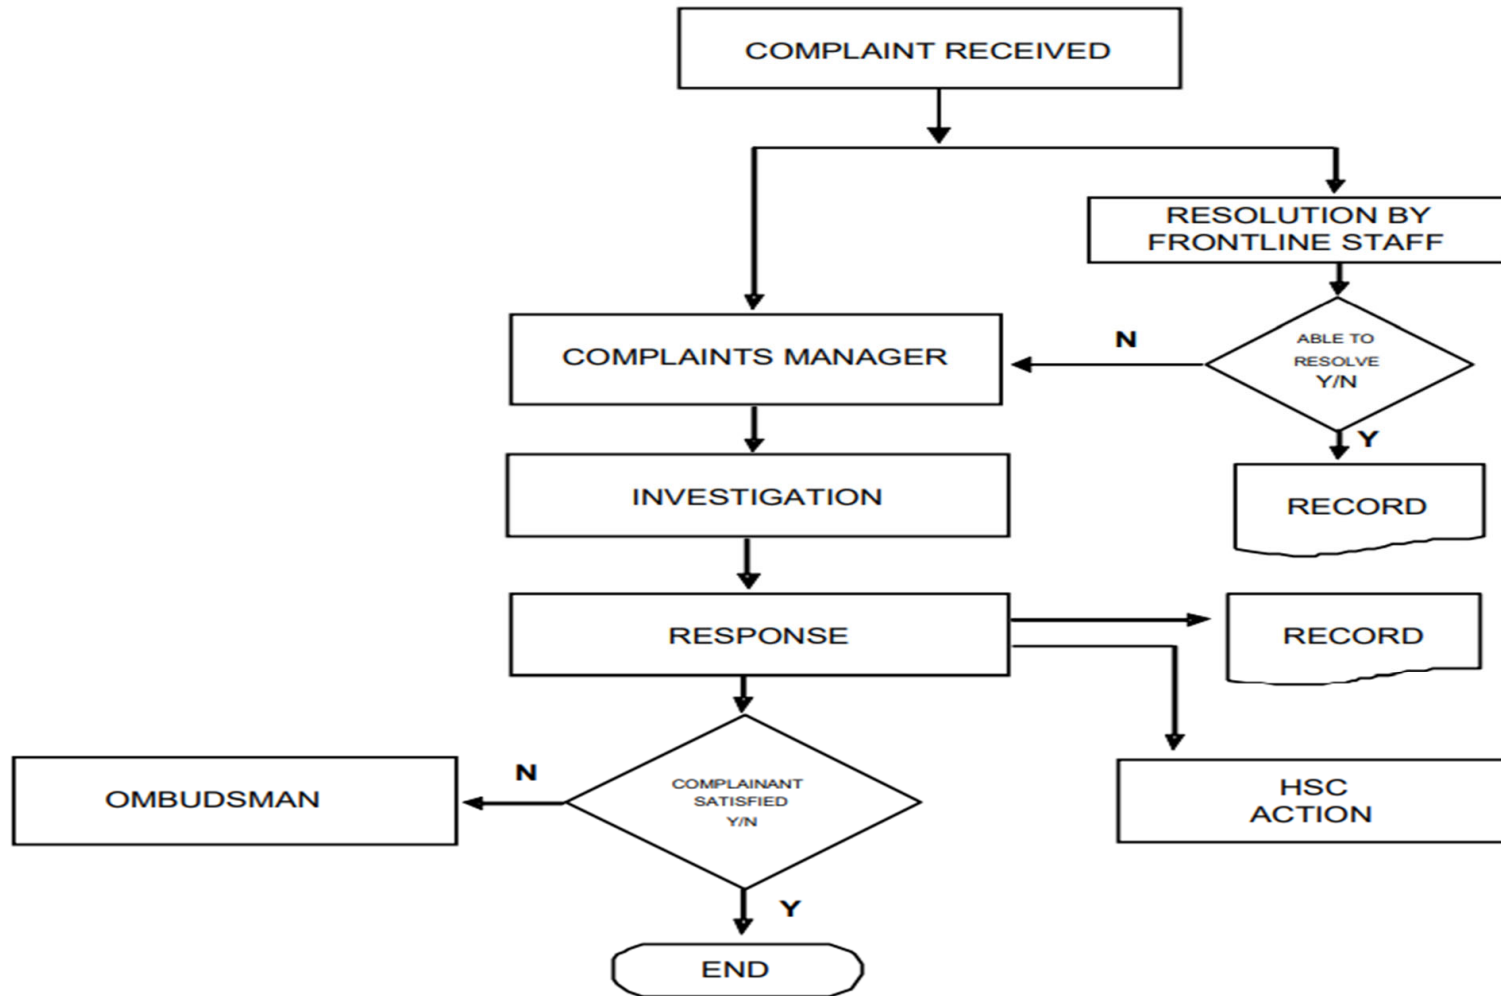 COMPLAINT RECEIVED
RESOLUTION BY
FRONTLINE STAFF
COMPLAINTS MANAGER
N
ABLE TO
RESOLVE
Y/N
Y
INVESTIGATION
RECORD
RESPONSE
RECORD
OMBUDSMAN
N
COMPLAINANT
SATISFIED
Y/N
HSC
ACTION
Y
END